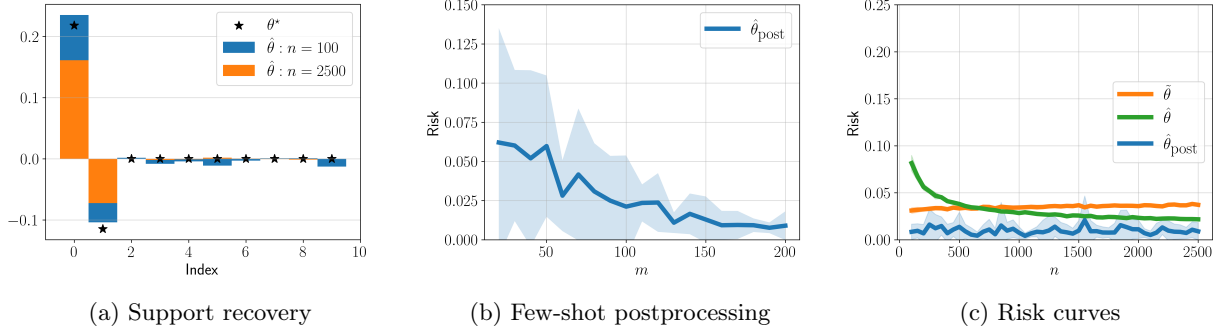 0.2
0.1
0.0
−0.1
0
2
4
6
8
10
Index
θ⋆
θ̂ : n = 100
θ̂ : n = 2500
(a) Support recovery
0.150
0.125
0.100
0.075
0.050
0.025
0.000
Risk
50
100
150
200
m
θ̂post
(b) Few-shot postprocessing
0.25
0.20
0.15
0.10
0.05
0.00
Risk
0
500
1000
1500
2000
2500
n
θ̃
θ̂
θ̂post
(c) Risk curves